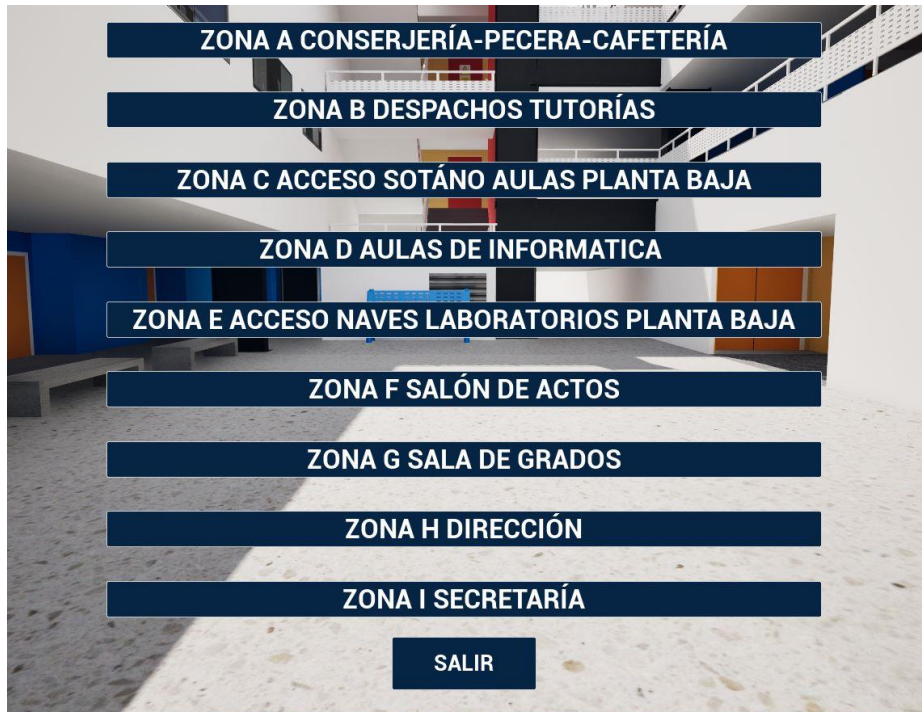 ZONA A CONSERJERÍA-PECERA-CAFETERÍA
ZONA B DESPACHOS TUTORÍAS
ZONA C ACCESO SOTÁNO AULAS PLANTA BAJA
ZONA D AULAS DE INFORMATICA
ZONA E ACCESO NAVES LABORATORIOS PLANTA BAJA
ZONA F SALÓN DE ACTOS
ZONA G SALA DE GRADOS
ZONA H DIRECCIÓN
ZONA I SECRETARÍA
SALIR